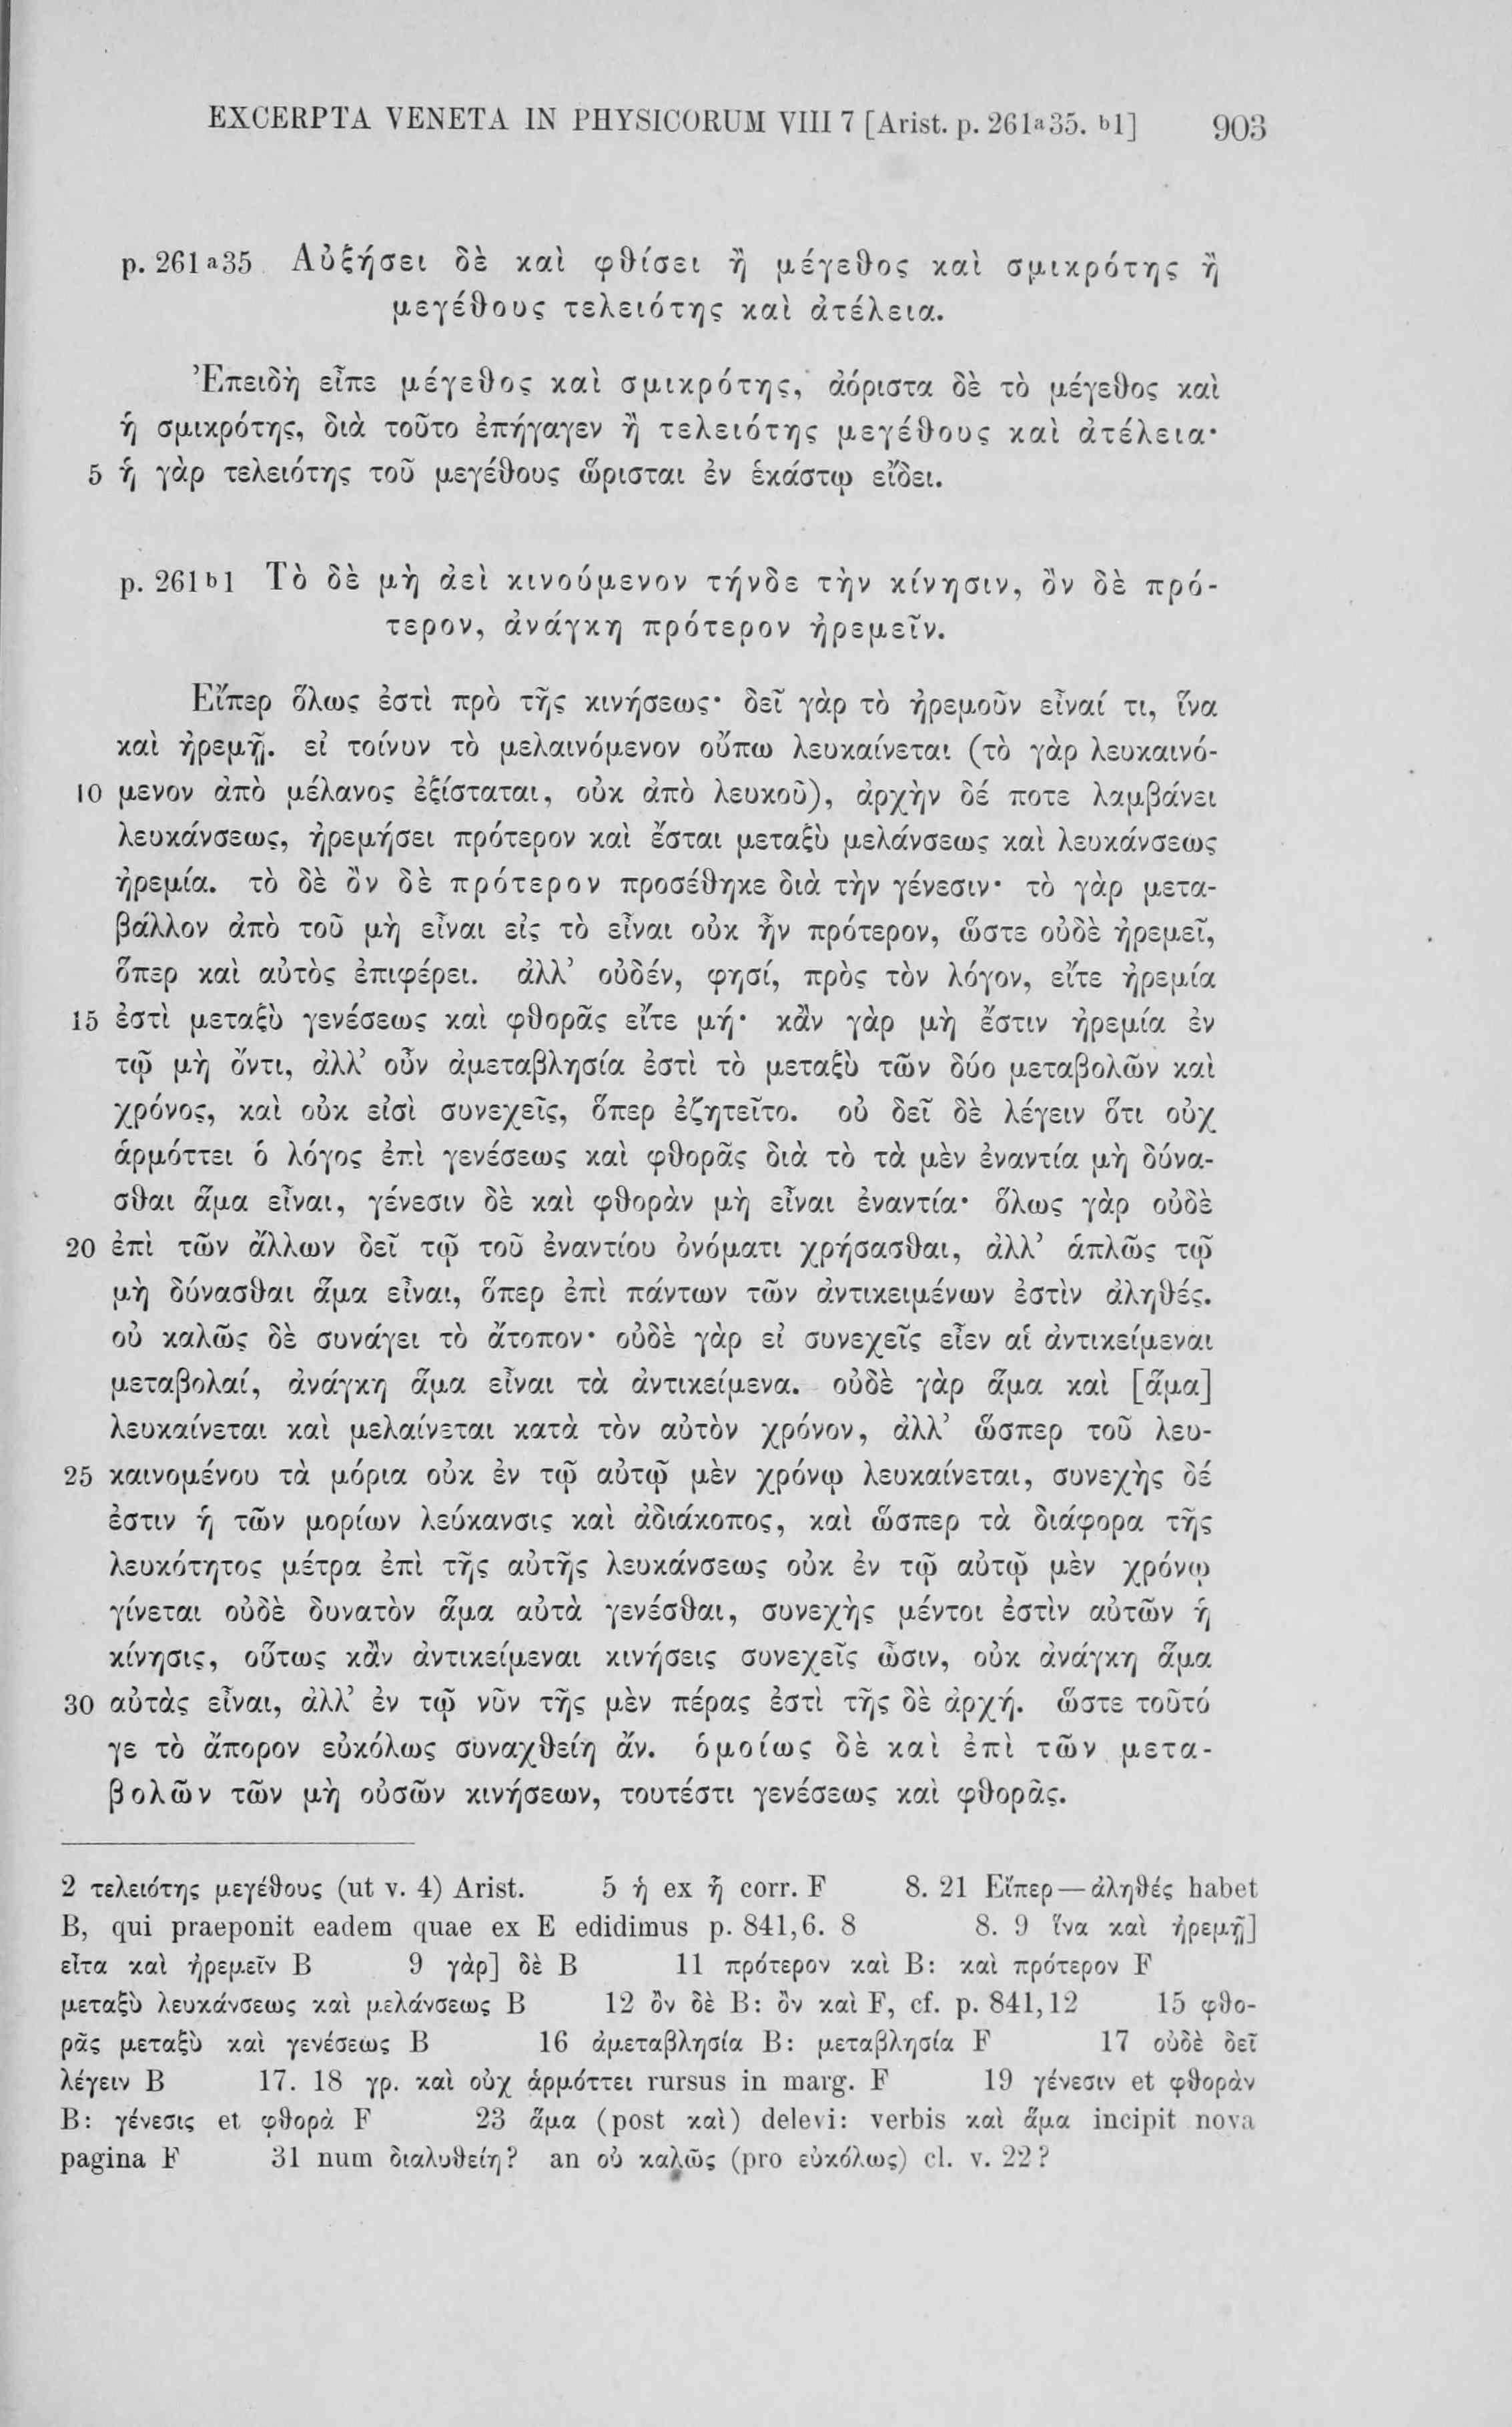 EXCERPTA VENETA IN PHYSICORUM VIII 7 [Arist. p. 261a35. b1] 903
p. 261a35 Αὐξήσει δὲ καὶ φθίσει ἢ μέγεθος καὶ σμικρότης ἢ
μεγέθους τελειότης καὶ ἀτέλεια.
Ἐπειδὴ εἶπε μέγεθος καὶ σμικρότης, ἀόριστα δὲ τὸ μέγεθος καὶ
ἡ σμικρότης, διὰ τοῦτο ἐπήγαγεν ἢ τελειότης μεγέθους καὶ ἀτέλεια·
5 ἡ γὰρ τελειότης τοῦ μεγέθους ὥρισται ἐν ἑκάστῳ εἴδει.
p. 261b1 Τὸ δὲ μὴ ἀεὶ κινούμενον τήνδε τὴν κίνησιν, ὂν δὲ πρό-
τερον, ἀνάγκη πρότερον ἠρεμεῖν.
Εἴπερ ὅλως ἐστὶ πρὸ τῆς κινήσεως· δεῖ γὰρ τὸ ἠρεμοῦν εἶναί τι, ἵνα
καὶ ἠρεμῇ. εἰ τοίνυν τὸ μελαινόμενον οὔπω λευκαίνεται (τὸ γὰρ λευκαινό-
10 μενον ἀπὸ μέλανος ἐξίσταται, οὐκ ἀπὸ λευκοῦ), ἀρχὴν δέ ποτε λαμβάνει
λευκάνσεως, ἠρεμήσει πρότερον καὶ ἔσται μεταξὺ μελάνσεως καὶ λευκάνσεως
ἠρεμία. τὸ δὲ ὂν δὲ πρότερον προσέθηκε διὰ τὴν γένεσιν· τὸ γὰρ μετα-
βάλλον ἀπὸ τοῦ μὴ εἶναι εἰς τὸ εἶναι οὐκ ἦν πρότερον, ὥστε οὐδὲ ἠρεμεῖ,
ὅπερ καὶ αὐτὸς ἐπιφέρει. ἀλλ’ οὐδέν, φησί, πρὸς τὸν λόγον, εἴτε ἠρεμία
15 ἐστὶ μεταξὺ γενέσεως καὶ φθορᾶς εἴτε μή· κἂν γὰρ μὴ ἔστιν ἠρεμία ἐν
τῷ μὴ ὄντι, ἀλλ’ οὖν ἀμεταβλησία ἐστὶ τὸ μεταξὺ τῶν δύο μεταβολῶν καὶ
χρόνος, καὶ οὐκ εἰσὶ συνεχεῖς, ὅπερ ἐζητεῖτο. οὐ δεῖ δὲ λέγειν ὅτι οὐχ
ἁρμόττει ὁ λόγος ἐπὶ γενέσεως καὶ φθορᾶς διὰ τὸ τὰ μὲν ἐναντία μὴ δύνα-
σθαι ἅμα εἶναι, γένεσιν δὲ καὶ φθορὰν μὴ εἶναι ἐναντία· ὅλως γὰρ οὐδὲ
20 ἐπὶ τῶν ἄλλων δεῖ τῷ τοῦ ἐναντίου ὀνόματι χρήσασθαι, ἀλλ’ ἁπλῶς τῷ
μὴ δύνασθαι ἅμα εἶναι, ὅπερ ἐπὶ πάντων τῶν ἀντικειμένων ἐστὶν ἀληθές.
οὐ καλῶς δὲ συνάγει τὸ ἄτοπον· οὐδὲ γὰρ εἰ συνεχεῖς εἶεν αἱ ἀντικείμεναι
μεταβολαί, ἀνάγκη ἅμα εἶναι τὰ ἀντικείμενα. οὐδὲ γὰρ ἅμα καὶ [ἅμα]
λευκαίνεται καὶ μελαίνεται κατὰ τὸν αὐτὸν χρόνον, ἀλλ’ ὥσπερ τοῦ λευ-
25 καινομένου τὰ μόρια οὐκ ἐν τῷ αὐτῷ μὲν χρόνῳ λευκαίνεται, συνεχὴς δέ
ἐστιν ἡ τῶν μορίων λεύκανσις καὶ ἀδιάκοπος, καὶ ὥσπερ τὰ διάφορα τῆς
λευκότητος μέτρα ἐπὶ τῆς αὐτῆς λευκάνσεως οὐκ ἐν τῷ αὐτῷ μὲν χρόνῳ
γίνεται οὐδὲ δυνατὸν ἅμα αὐτὰ γενέσθαι, συνεχὴς μέντοι ἐστὶν αὐτῶν ἡ
κίνησις, οὕτως κἂν ἀντικείμεναι κινήσεις συνεχεῖς ὦσιν, οὐκ ἀνάγκη ἅμα
30 αὐτὰς εἶναι, ἀλλ’ ἐν τῷ νῦν τῆς μὲν πέρας ἐστὶ τῆς δὲ ἀρχή. ὥστε τοῦτό
γε τὸ ἄπορον εὐκόλως συναχθείη ἄν. ὁμοίως δὲ καὶ ἐπὶ τῶν μετα-
βολῶν τῶν μὴ οὐσῶν κινήσεων, τουτέστι γενέσεως καὶ φθορᾶς.
2 τελειότης μεγέθους (ut v. 4) Arist. 5 ἡ ex ἢ corr. F 8. 21 Εἴπερ—ἀληθές habet
B, qui praeponit eadem quae ex E edidimus p. 841,6. 8 8. 9 ἵνα καὶ ἠρεμῇ]
εἶτα καὶ ἠρεμεῖν B 9 γὰρ] δὲ B 11 πρότερον καὶ B: καὶ πρότερον F
μεταξὺ λευκάνσεως καὶ μελάνσεως B 12 ὂν δὲ B: ὂν καὶ F, cf. p. 841,12 15 φθο-
ρᾶς μεταξὺ καὶ γενέσεως B 16 ἀμεταβλησία B: μεταβλησία F 17 οὐδὲ δεῖ
λέγειν B 17. 18 γρ. καὶ οὐχ ἁρμόττει rursus in marg. F 19 γένεσιν et φθορὰν
B: γένεσις et φθορὰ F 23 ἅμα (post καὶ) delevi: verbis καὶ ἅμα incipit nova
pagina F 31 num διαλυθείη? an οὐ καλῶς (pro εὐκόλως) cl. v. 22?